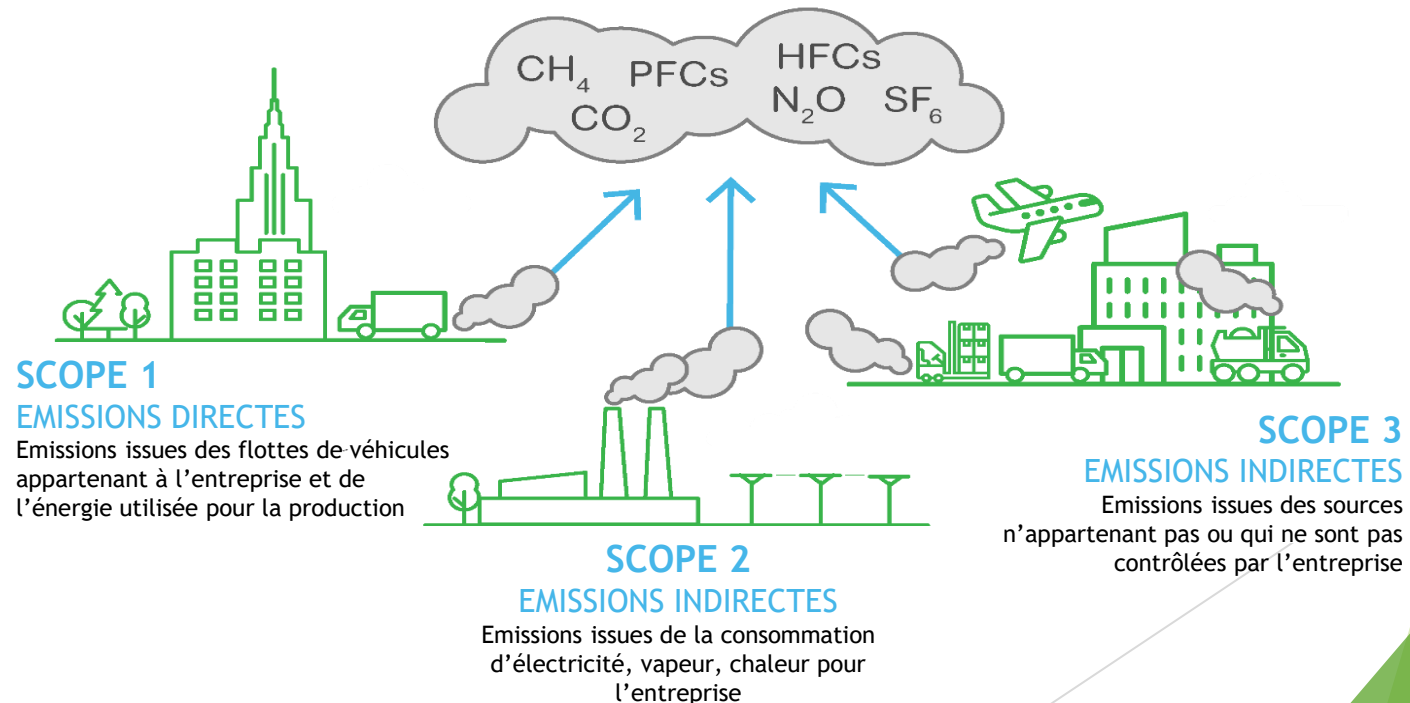 CH₄ PFCs HFCs
CO₂ N₂O SF₆
SCOPE 1
EMISSIONS DIRECTES
Emissions issues des flottes de véhicules
appartenant à l’entreprise et de
l’énergie utilisée pour la production
SCOPE 2
EMISSIONS INDIRECTES
Emissions issues de la consommation
d’électricité, vapeur, chaleur pour
l’entreprise
SCOPE 3
EMISSIONS INDIRECTES
Emissions issues des sources
n’appartenant pas ou qui ne sont pas
contrôlées par l’entreprise